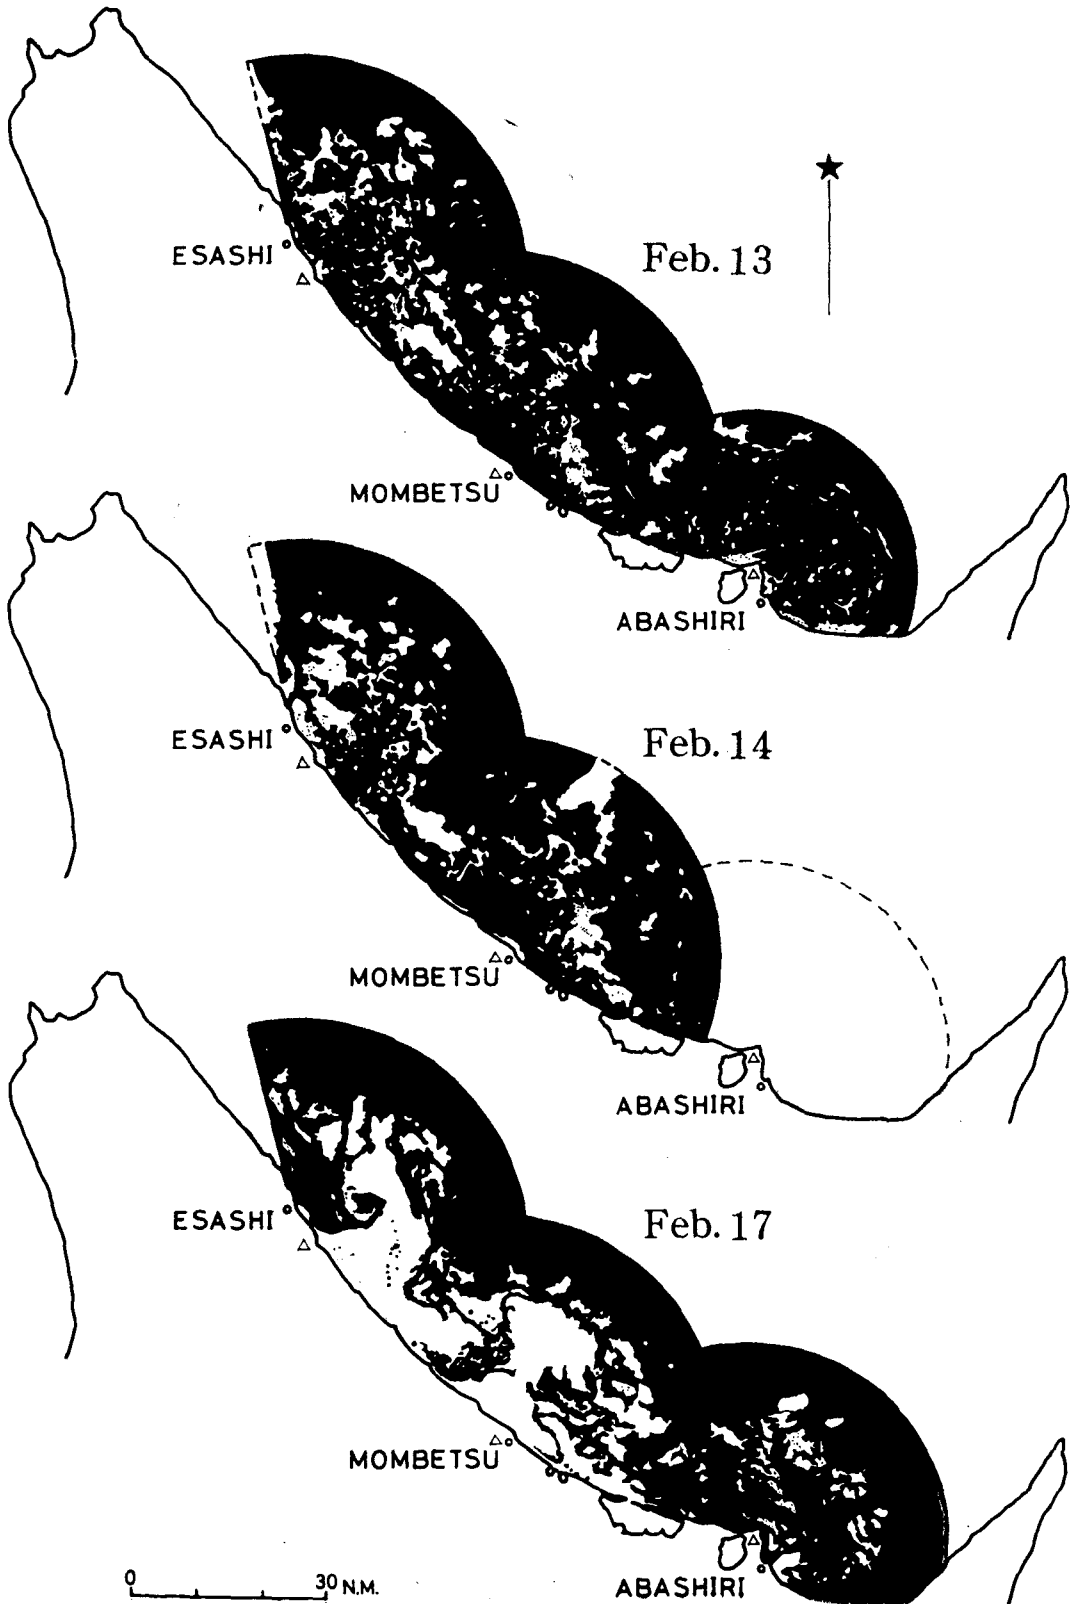 ESASHI
Feb. 13
MOMBETSU
ABASHIRI
ESASHI
Feb. 14
MOMBETSU
ABASHIRI
ESASHI
Feb. 17
MOMBETSU
ABASHIRI
0 30 N.M.